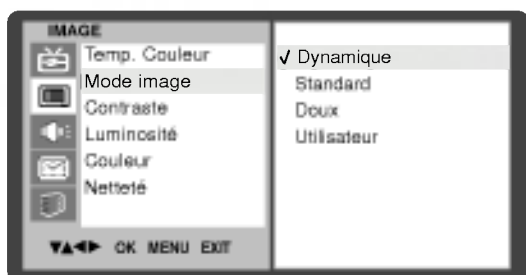 IMAGE
Temp. Couleur
Mode image
Contraste
Luminosité
Couleur
Netteté
▼▲◀▶ OK MENU EXIT
✓ Dynamique
Standard
Doux
Utilisateur